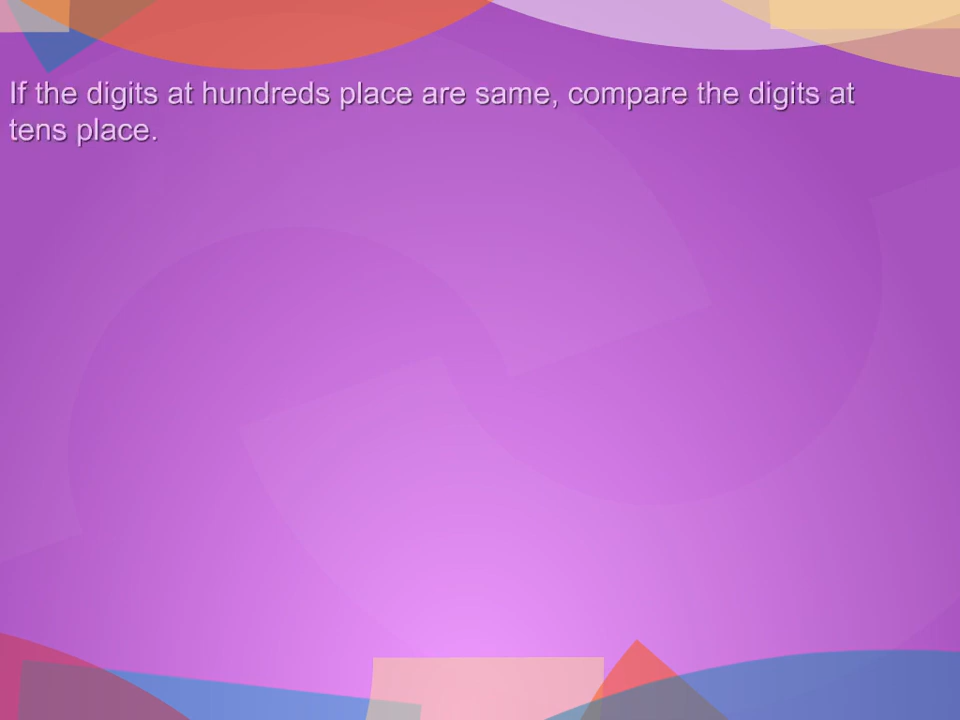 If the digits at hundreds place are same, compare the digits at
tens place.